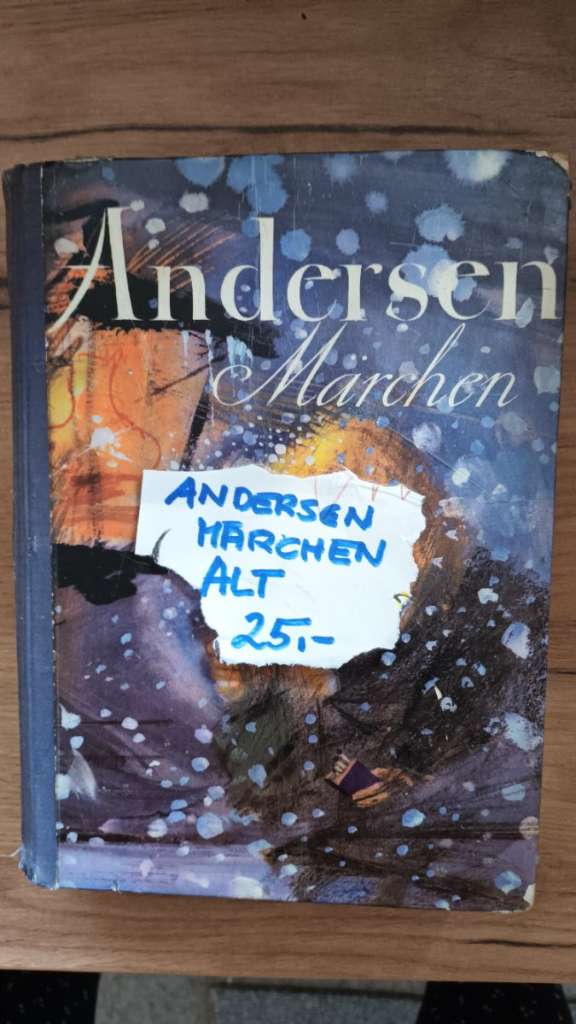 Andersen
Märchen
ANDERSEN
MÄRCHEN
ALT
25,-